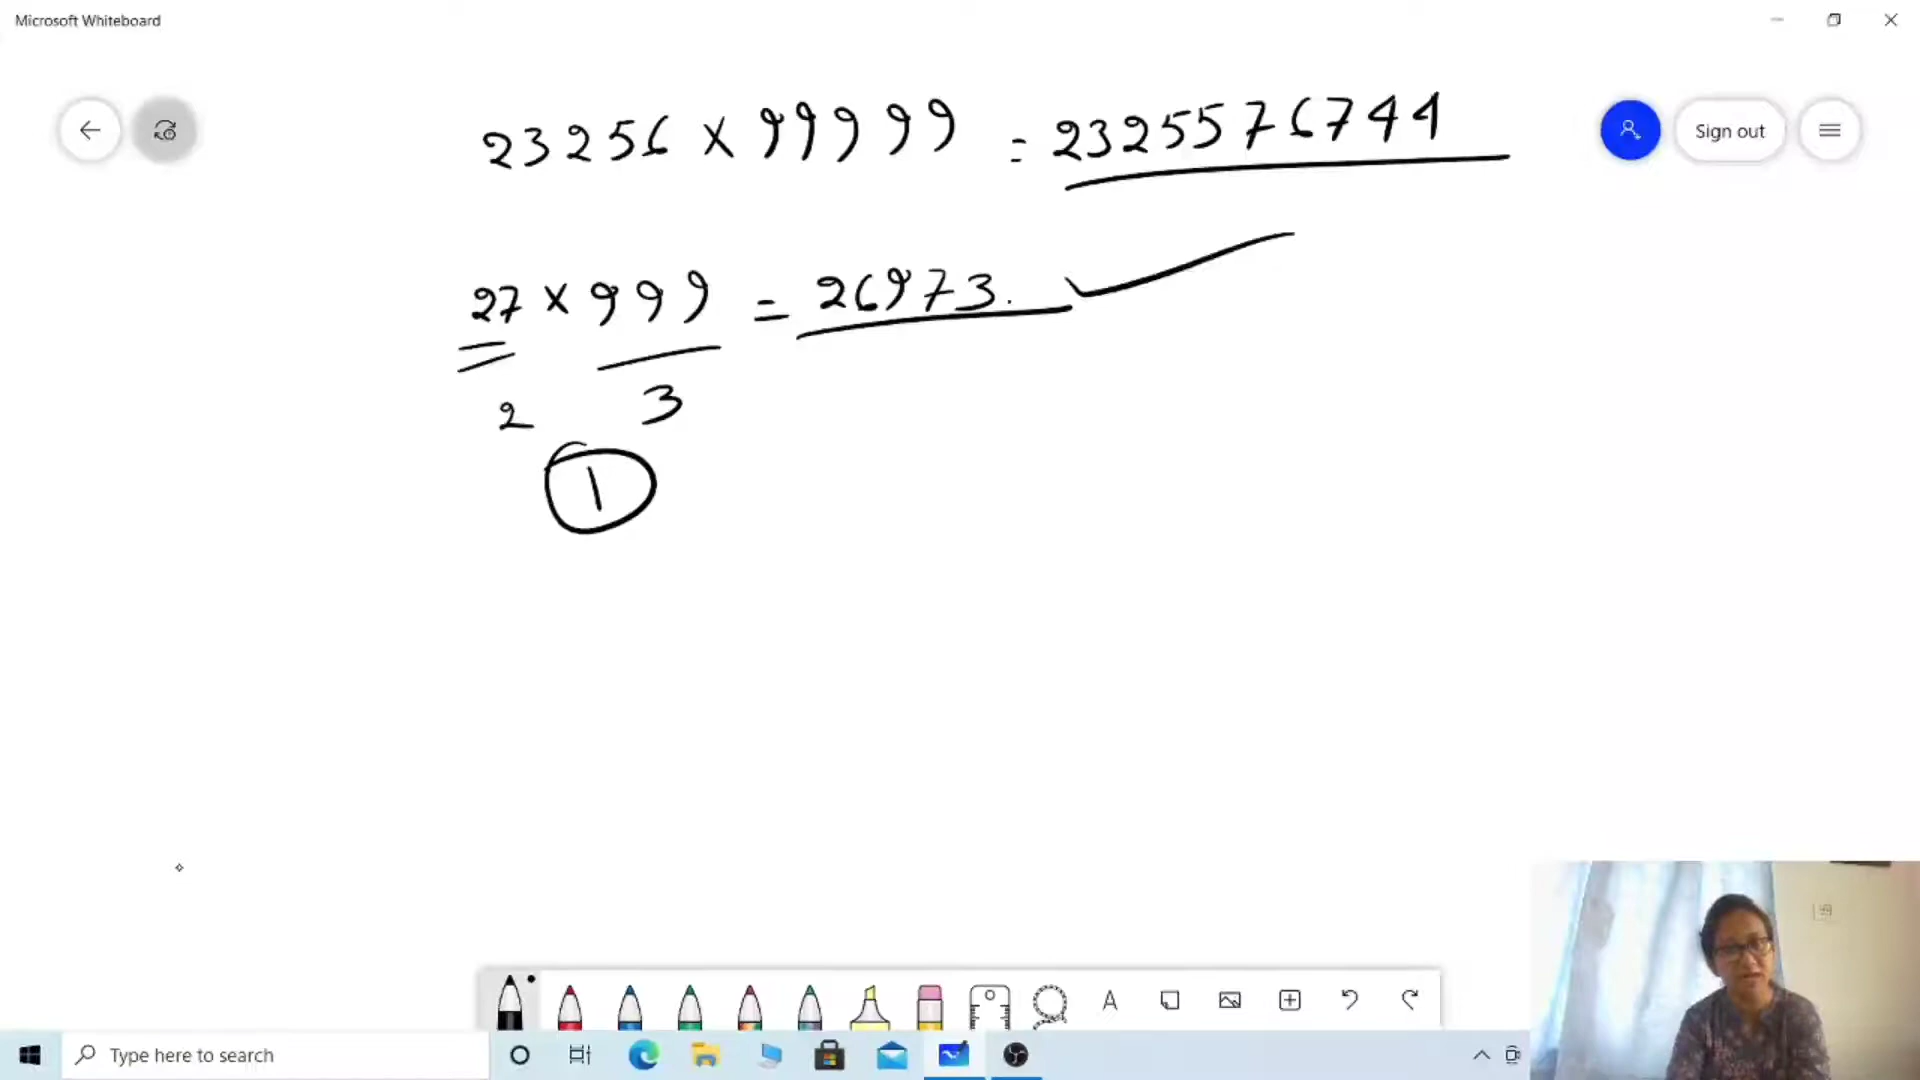 Microsoft Whiteboard
23256 × 99999 = 2325576744
Sign out
27 × 999 = 26973.
2 3
1
A
Type here to search